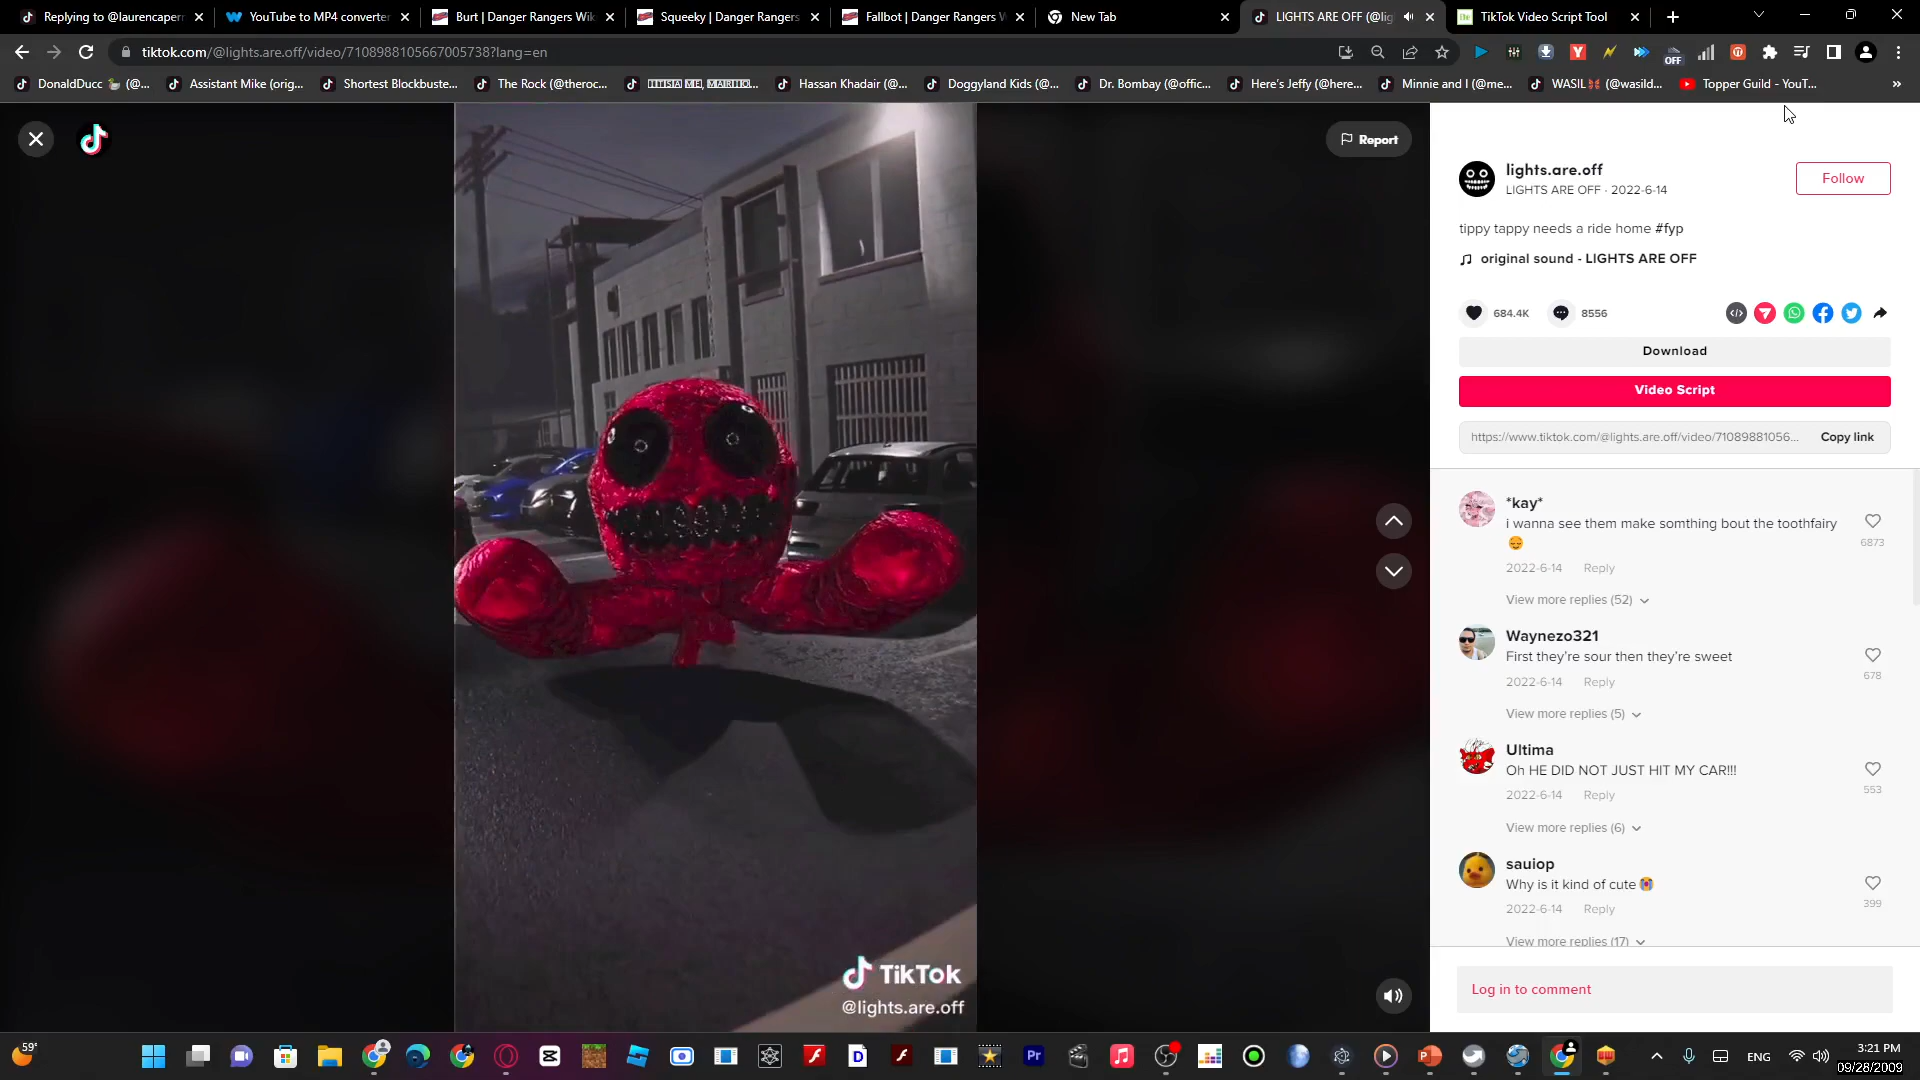 Replying to @laurencaper
YouTube to MP4 converter
Burt | Danger Rangers Wik
Squeeky | Danger Rangers
Fallbot | Danger Rangers W
New Tab
LIGHTS ARE OFF (@lig
TikTok Video Script Tool
tiktok.com/@lights.are.off/video/7108988105667005738?lang=en
OFF
DonaldDucc 🦆 (@...
Assistant Mike (orig...
Shortest Blockbuste...
The Rock (@theroc...
Hassan Khadair (@...
Doggyland Kids (@...
Dr. Bombay (@offic...
Here's Jeffy (@here...
Minnie and I (@me...
WASIL (@wasild...
Topper Guild - YouT...
Report
lights.are.off
LIGHTS ARE OFF · 2022-6-14
Follow
tippy tappy needs a ride home #fyp
original sound - LIGHTS ARE OFF
684.4K
8556
Download
Video Script
https://www.tiktok.com/@lights.are.off/video/71089881056...
Copy link
*kay*
i wanna see them make somthing bout the toothfairy
😌
6873
2022-6-14 Reply
View more replies (52)
Waynezo321
First they're sour then they're sweet
678
2022-6-14 Reply
View more replies (5)
Ultima
Oh HE DID NOT JUST HIT MY CAR!!!
553
2022-6-14 Reply
View more replies (6)
sauiop
Why is it kind of cute 😭
399
2022-6-14 Reply
View more replies (17)
TikTok
@lights.are.off
Log in to comment
59°
Pr
ENG
3:21 PM
09/28/2009